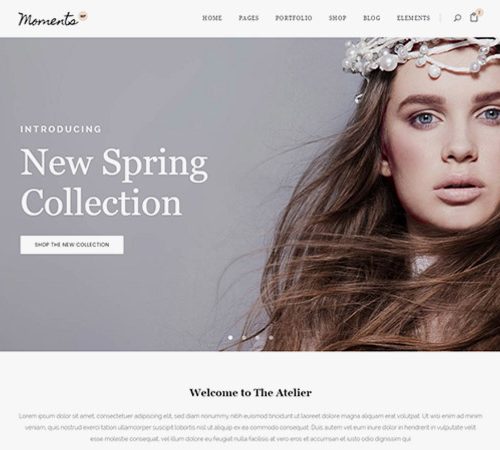 Moments
HOME PAGES PORTFOLIO SHOP BLOG ELEMENTS
INTRODUCING
New Spring
Collection
SHOP THE NEW COLLECTION
Welcome to The Atelier
Lorem ipsum dolor sit amet, consectetuer adipiscing elit, sed diam nonummy nibh euismod tincidunt ut laoreet dolore magna aliquam erat volutpat. Ut wisi enim ad minim
veniam, quis nostrud exerci tation ullamcorper suscipit lobortis nisl ut aliquip ex ea commodo consequat. Duis autem vel eum iriure dolor in hendrerit in vulputate velit
esse molestie consequat, vel illum dolore eu feugiat nulla facilisis at vero eros et accumsan et iusto odio dignissim qui